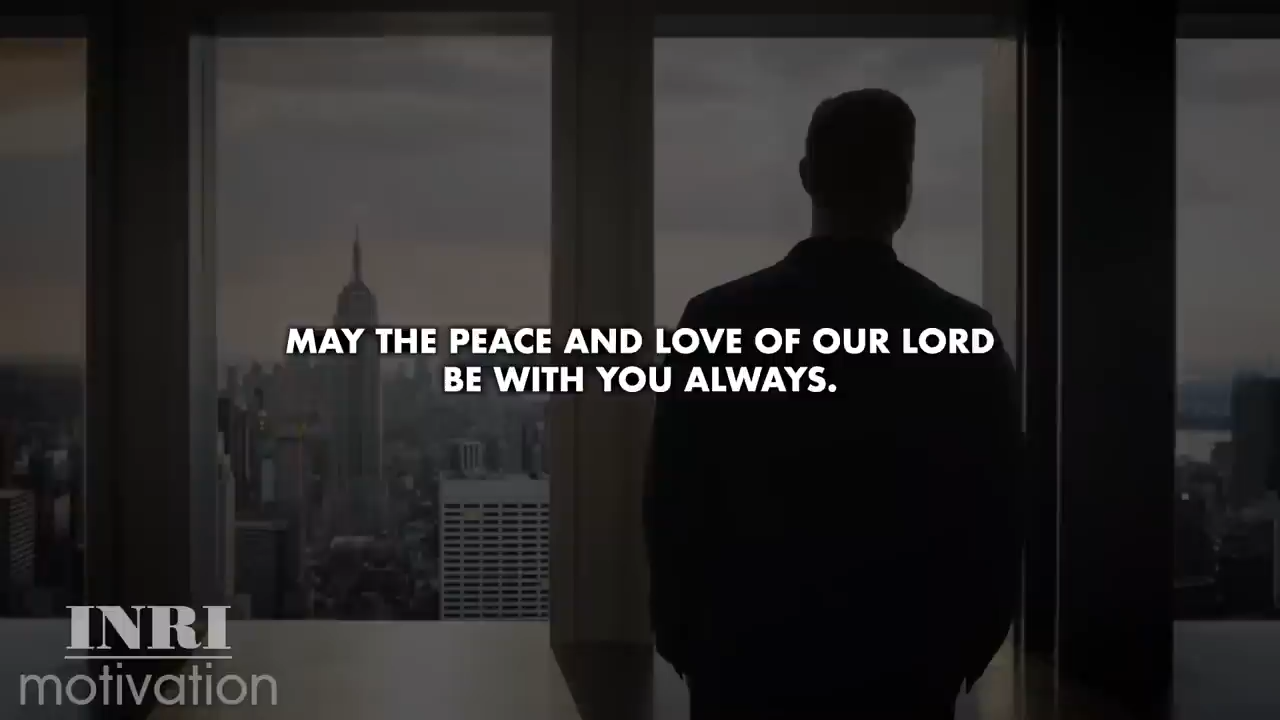 MAY THE PEACE AND LOVE OF OUR LORD
BE WITH YOU ALWAYS.
INRI
motivation